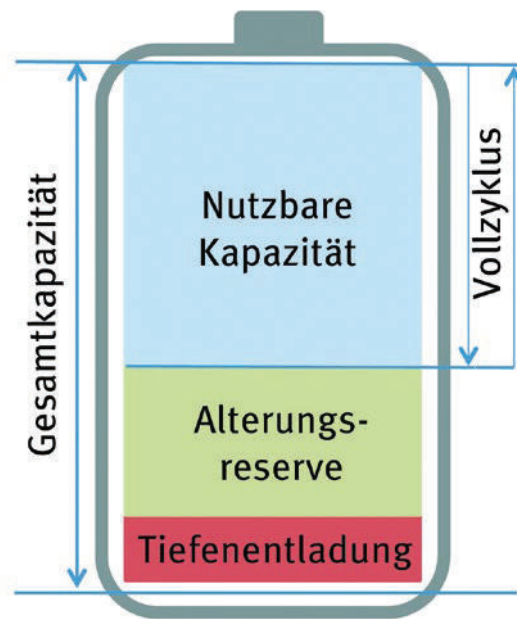 Gesamtkapazität
Nutzbare
Kapazität
Vollzyklus
Alterungs-
reserve
Tiefenentladung